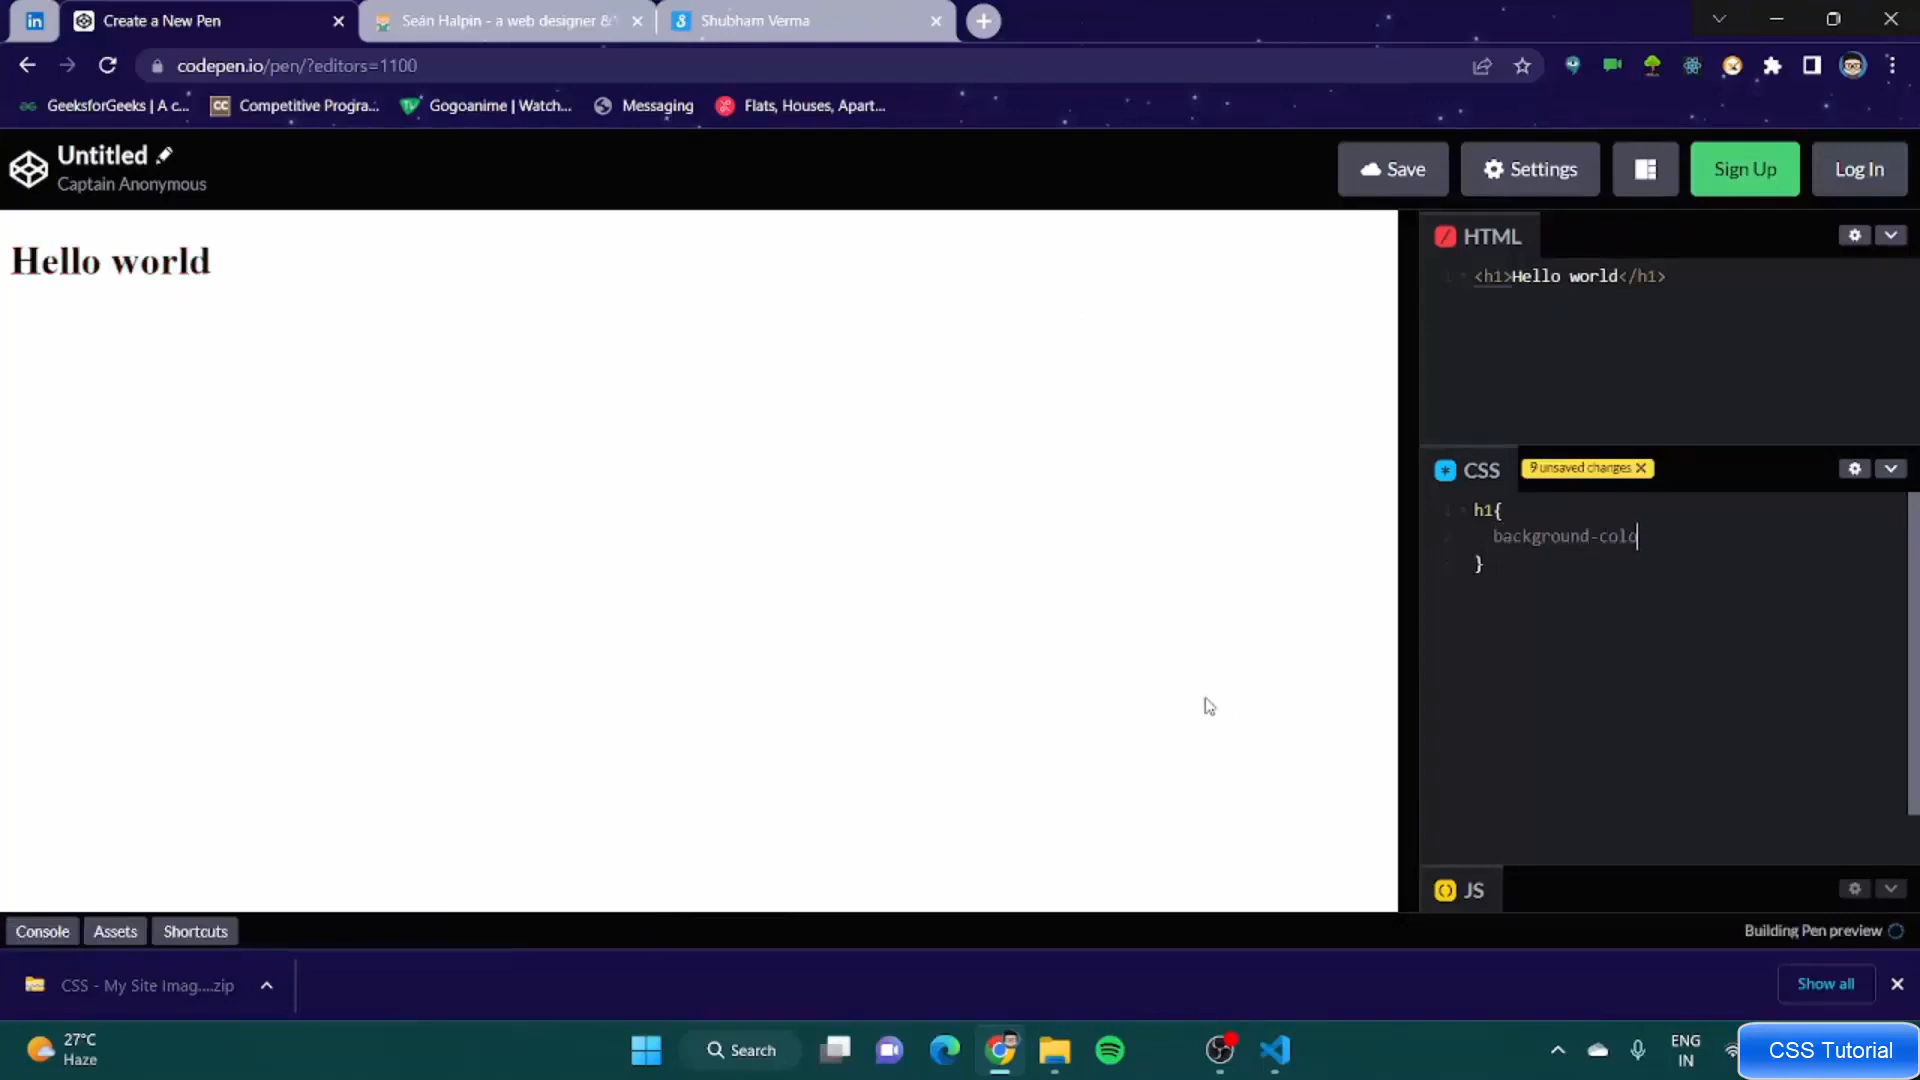 Create a New Pen
Seán Halpin - a web designer &
Shubham Verma
codepen.io/pen/?editors=1100
GeeksforGeeks | A c...
Competitive Progra...
Gogoanime | Watch...
Messaging
Flats, Houses, Apart...
Untitled
Captain Anonymous
Save
Settings
Sign Up
Log In
Hello world
HTML
1 <h1>Hello world</h1>
CSS
9 unsaved changes X
1 h1{
2 background-colo
}
JS
Console
Assets
Shortcuts
Building Pen preview
CSS - My Site Imag....zip
Show all
27°C
Haze
Search
ENG
IN
CSS Tutorial